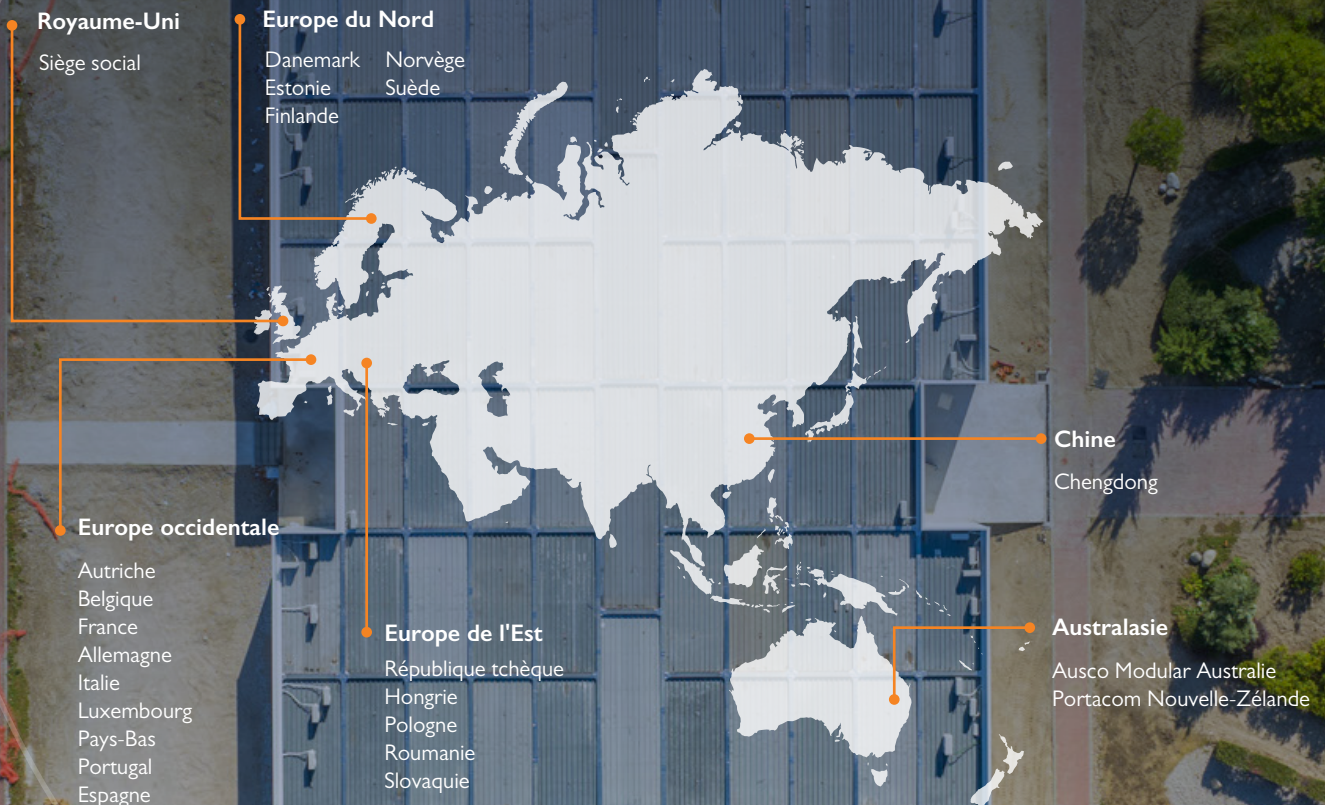 Royaume-Uni
Siège social
Europe du Nord
Danemark Norvège
Estonie Suède
Finlande
Chine
Chengdong
Europe occidentale
Autriche
Belgique
France
Allemagne
Italie
Luxembourg
Pays-Bas
Portugal
Espagne
Europe de l'Est
République tchèque
Hongrie
Pologne
Roumanie
Slovaquie
Australasie
Ausco Modular Australie
Portacom Nouvelle-Zélande